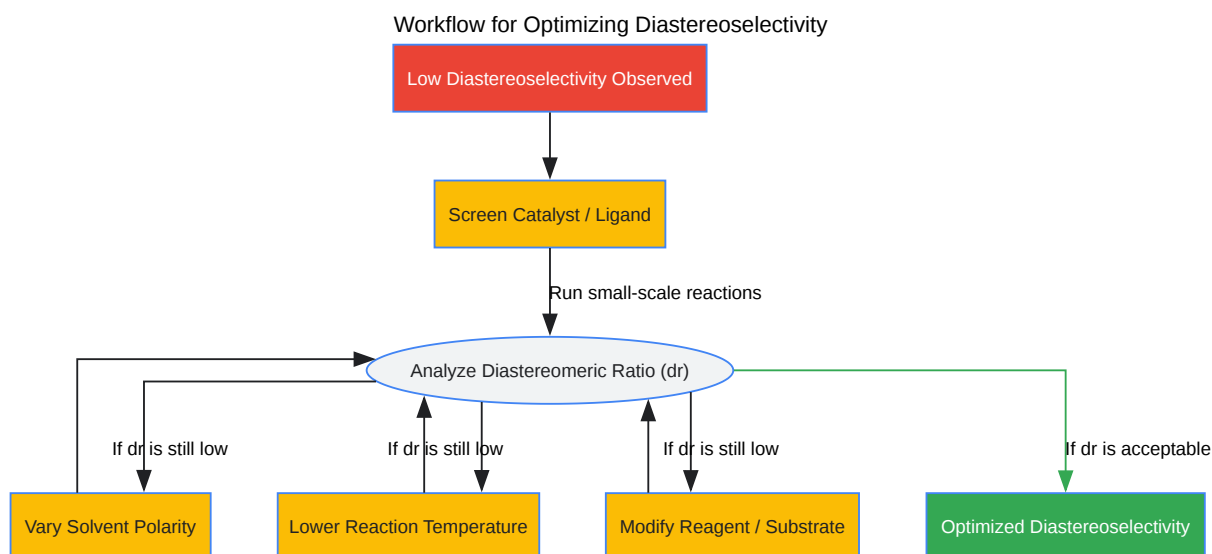 Workflow for Optimizing Diastereoselectivity
Low Diastereoselectivity Observed
Screen Catalyst / Ligand
Run small-scale reactions
Analyze Diastereomeric Ratio (dr)
If dr is still low
If dr is still low
If dr is still low
If dr is acceptable
Vary Solvent Polarity
Lower Reaction Temperature
Modify Reagent / Substrate
Optimized Diastereoselectivity